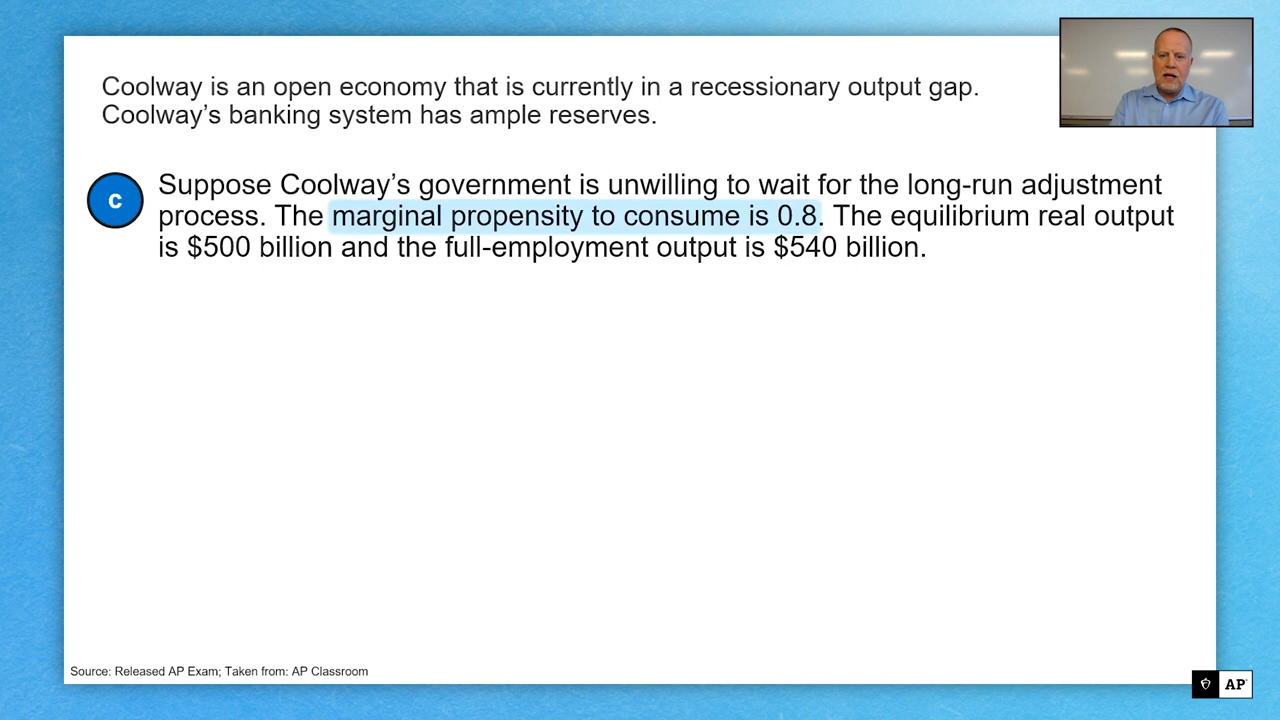 Coolway is an open economy that is currently in a recessionary output gap.
Coolway’s banking system has ample reserves.
c
Suppose Coolway’s government is unwilling to wait for the long-run adjustment
process. The marginal propensity to consume is 0.8. The equilibrium real output
is $500 billion and the full-employment output is $540 billion.
Source: Released AP Exam; Taken from: AP Classroom
AP